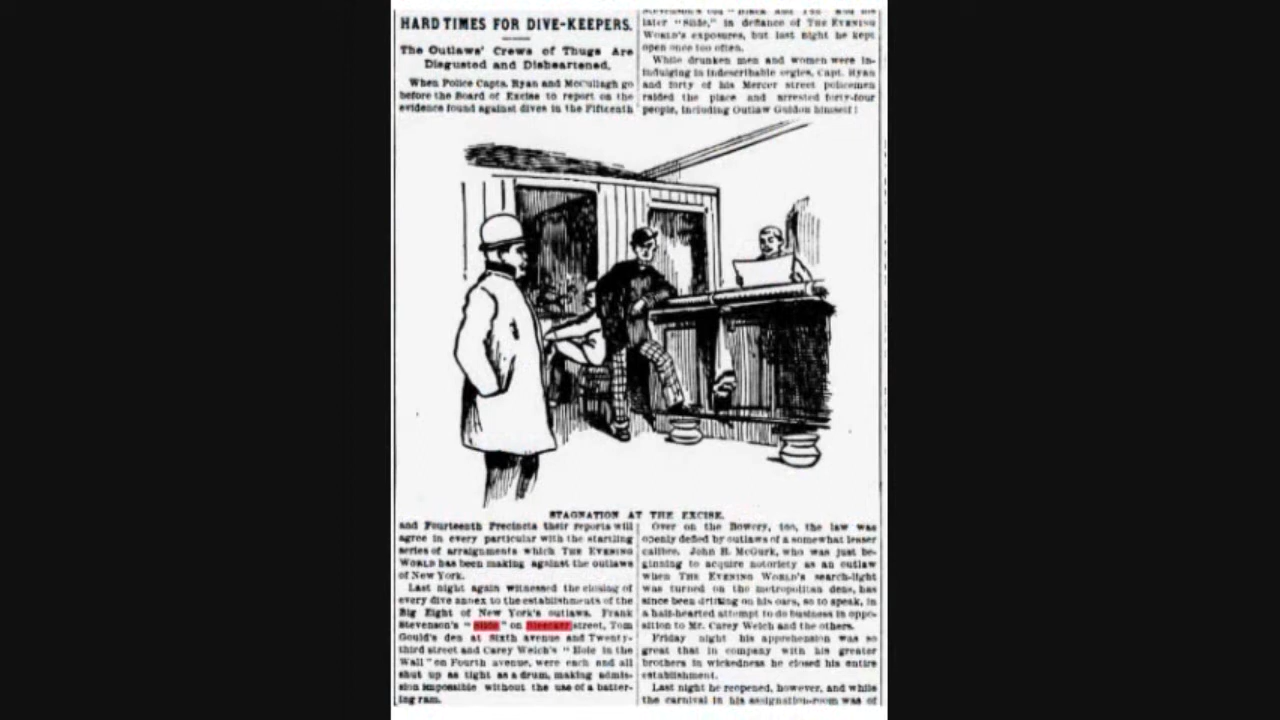 HARD TIMES FOR DIVE-KEEPERS.
The Outlaws' Crews of Thugs Are
Disgusted and Disheartened.
When Police Capts. Ryan and McCullagh go
before the Board of Excise to report on the
evidence found against dives in the Fifteenth
later "Slide," in defiance of THE EVENING
WORLD'S exposures, but last night he kept
open once too often.
While drunken men and women were in-
dulging in indescribable orgies, Capt. Ryan
and forty of his Mercer street policemen
raided the place and arrested forty-four
people, including Outlaw Guidon himself!
STAGNATION AT THE EXCISE.
and Fourteenth Precincts their reports will
agree in every particular with the startling
series of arraignments which THE EVENING
WORLD has been making against the outlaws
of New York.
Last night again witnessed the closing of
every dive annex to the establishments of the
Big Eight of New York's outlaws. Frank
Stevenson's "Slide" on Bleecker street, Tom
Gould's den at Sixth avenue and Twenty-
third street and Carey Welch's "Hole in the
Wall" on Fourth avenue, were each and all
shut up as tight as a drum, making admis-
sion impossible without the use of a batter-
ing ram.
Over on the Bowery, too, the law was
openly defied by outlaws of a somewhat lesser
calibre. John H. McGurk, who was just be-
ginning to acquire notoriety as an outlaw
when THE EVENING WORLD'S search-light
was turned on the metropolitan dens, has
since been drifting on his oars, so to speak, in
a half-hearted attempt to do business in oppo-
sition to Mr. Carey Welch and the others.
Friday night his apprehension was so
great that in company with his greater
brothers in wickedness he closed his entire
establishment.
Last night he reopened, however, and while
the carnival in his assignation-room was of